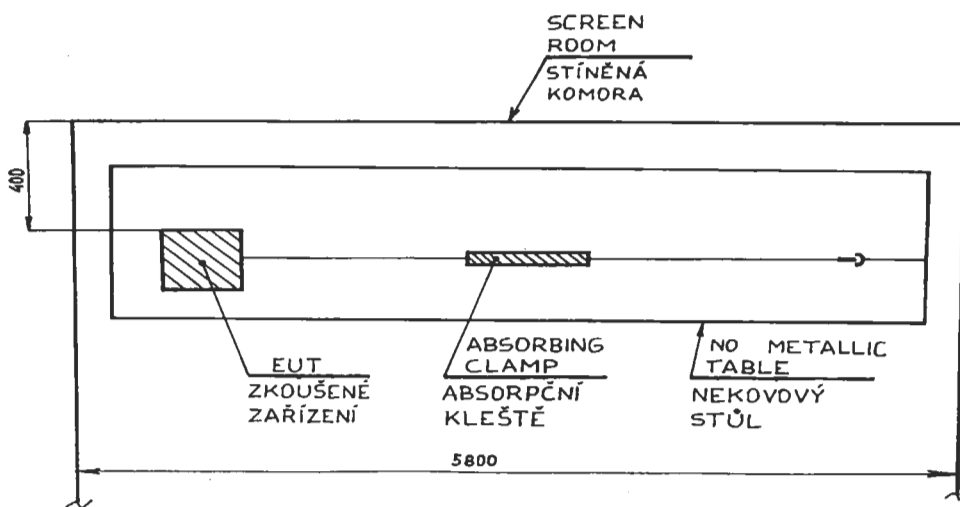 SCREEN
ROOM
STÍNĚNÁ
KOMORA
400
EUT
ZKOUŠENÉ
ZAŘÍZENÍ
ABSORBING
CLAMP
ABSORPČNÍ
KLEŠTĚ
NO METALLIC
TABLE
NEKOVOVÝ
STŮL
5800